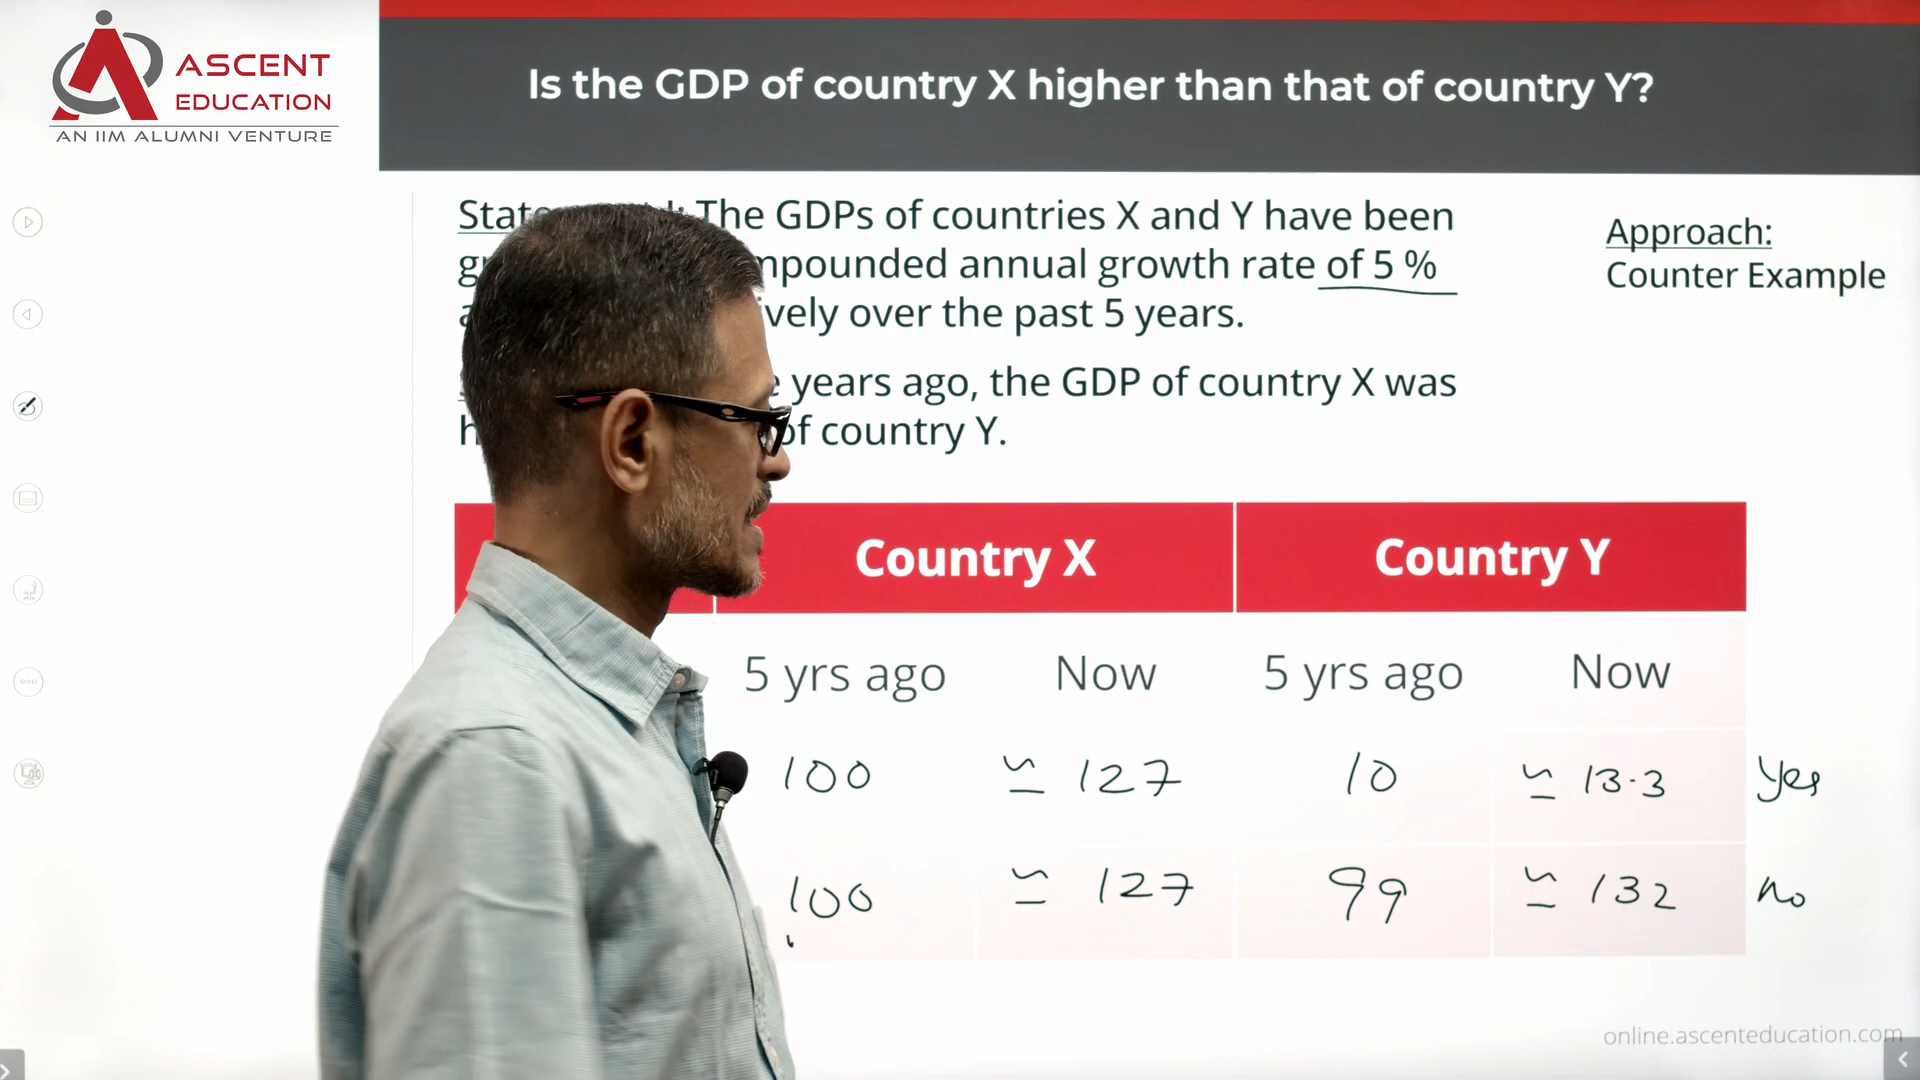 ASCENT
EDUCATION
AN IIM ALUMNI VENTURE
Is the GDP of country X higher than that of country Y?
The GDPs of countries X and Y have been
annual growth rate of 5 %
over the past 5 years.
years ago, the GDP of country X was
of country Y.
Approach:
Counter Example
Country X Country Y
5 yrs ago Now 5 yrs ago Now
100 ≃ 127 10 ≃ 13.3 Yes
100 ≃ 127 99 ≃ 132 no
online.ascenteducation.com